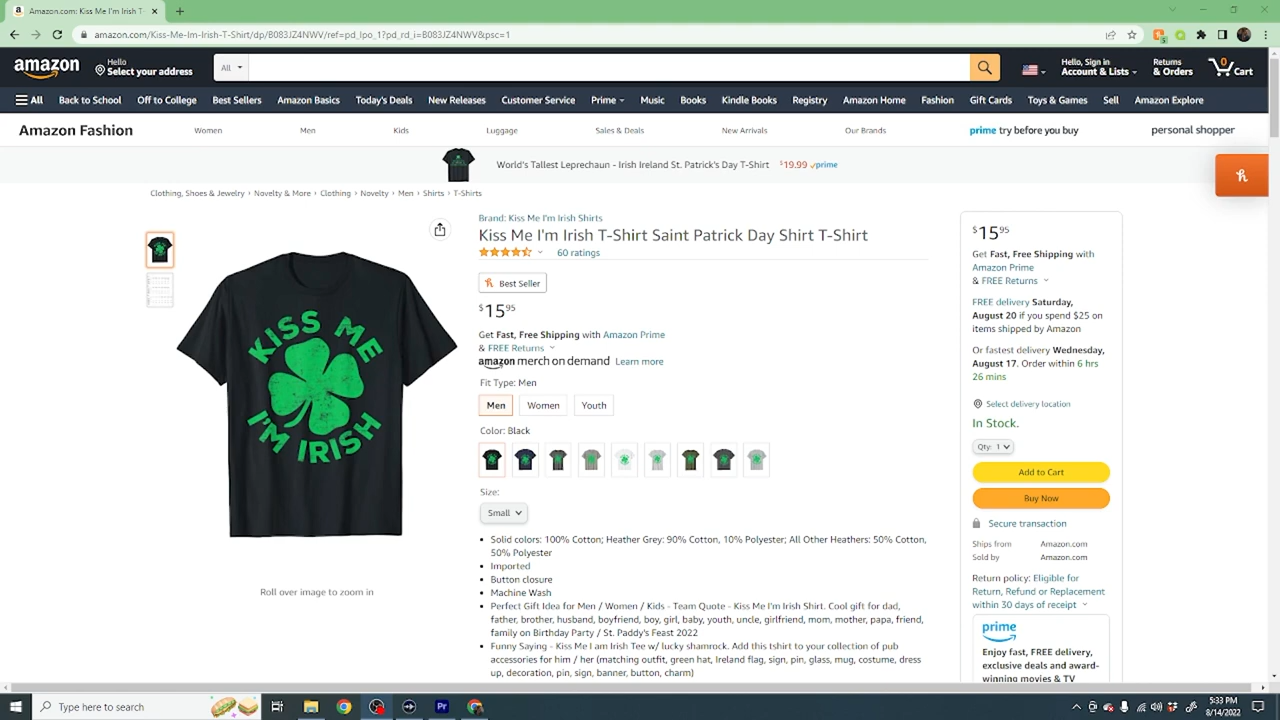 Amazon.com: Kiss Me I'm Irish T-
amazon.com/Kiss-Me-Im-Irish-T-Shirt/dp/B083JZ4NWV/ref=pd_lpo_1?pd_rd_i=B083JZ4NWV&psc=1
amazon
Hello
Select your address
All
Hello, Sign in
Account & Lists
Returns
& Orders
0
Cart
All Back to School Off to College Best Sellers Amazon Basics Today's Deals New Releases Customer Service Prime Music Books Kindle Books Registry Amazon Home Fashion Gift Cards Toys & Games Sell Amazon Explore
Amazon Fashion Women Men Kids Luggage Sales & Deals New Arrivals Our Brands prime try before you buy personal shopper
World's Tallest Leprechaun - Irish Ireland St. Patrick's Day T-Shirt $19.99 prime
Clothing, Shoes & Jewelry › Novelty & More › Clothing › Novelty › Men › Shirts › T-Shirts
KISS ME
I'M IRISH
Roll over image to zoom in
Brand: Kiss Me I'm Irish Shirts
Kiss Me I'm Irish T-Shirt Saint Patrick Day Shirt T-Shirt
60 ratings
Best Seller
$15 95
Get Fast, Free Shipping with Amazon Prime
& FREE Returns
amazon merch on demand Learn more
Fit Type: Men
Men Women Youth
Color: Black
Size:
Small
• Solid colors: 100% Cotton; Heather Grey: 90% Cotton, 10% Polyester; All Other Heathers: 50% Cotton,
50% Polyester
• Imported
• Button closure
• Machine Wash
• Perfect Gift Idea for Men / Women / Kids - Team Quote - Kiss Me I'm Irish Shirt. Cool gift for dad,
father, brother, husband, boyfriend, boy, girl, baby, youth, uncle, girlfriend, mom, mother, papa, friend,
family on Birthday Party / St. Paddy's Feast 2022
• Funny Saying - Kiss Me I am Irish Tee w/ lucky shamrock. Add this tshirt to your collection of pub
accessories for him / her (matching outfit, green hat, Ireland flag, sign, pin, glass, mug, costume, dress
up, decoration, pin, sign, banner, button, charm)
$15 95
Get Fast, Free Shipping with
Amazon Prime
& FREE Returns
FREE delivery Saturday,
August 20 if you spend $25 on
items shipped by Amazon
Or fastest delivery Wednesday,
August 17. Order within 6 hrs
26 mins
Select delivery location
In Stock.
Qty: 1
Add to Cart
Buy Now
Secure transaction
Ships from Amazon.com
Sold by Amazon.com
Return policy: Eligible for
Return, Refund or Replacement
within 30 days of receipt
prime
Enjoy fast, FREE delivery,
exclusive deals and award-
winning movies & TV
Type here to search
Pr
5:33 PM
8/14/2022